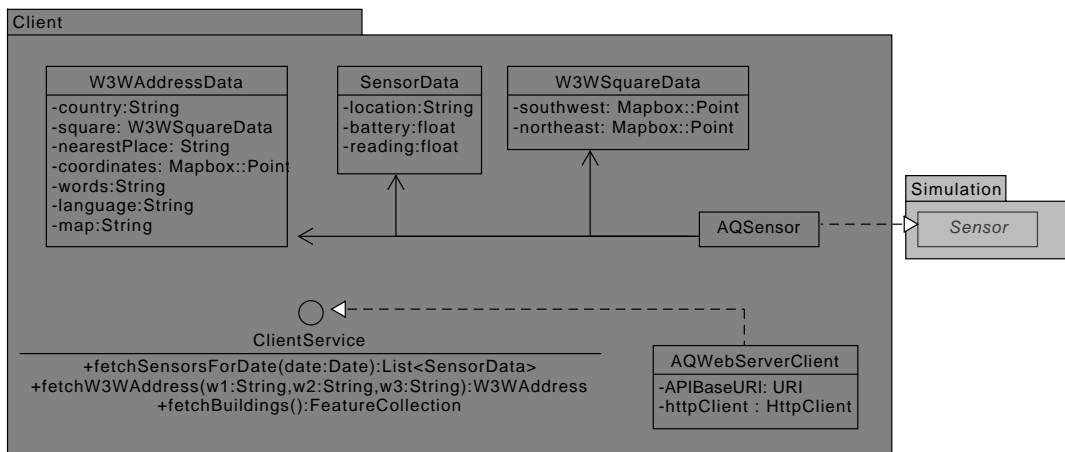 Client
W3WAddressData
-country:String
-square: W3WSquareData
-nearestPlace: String
-coordinates: Mapbox::Point
-words:String
-language:String
-map:String
SensorData
-location:String
-battery:float
-reading:float
W3WSquareData
-southwest: Mapbox::Point
-northeast: Mapbox::Point
AQSensor
Simulation
Sensor
ClientService
+fetchSensorsForDate(date:Date):List<SensorData>
+fetchW3WAddress(w1:String,w2:String,w3:String):W3WAddress
+fetchBuildings():FeatureCollection
AQWebServerClient
-APIBaseURI: URI
-httpClient : HttpClient